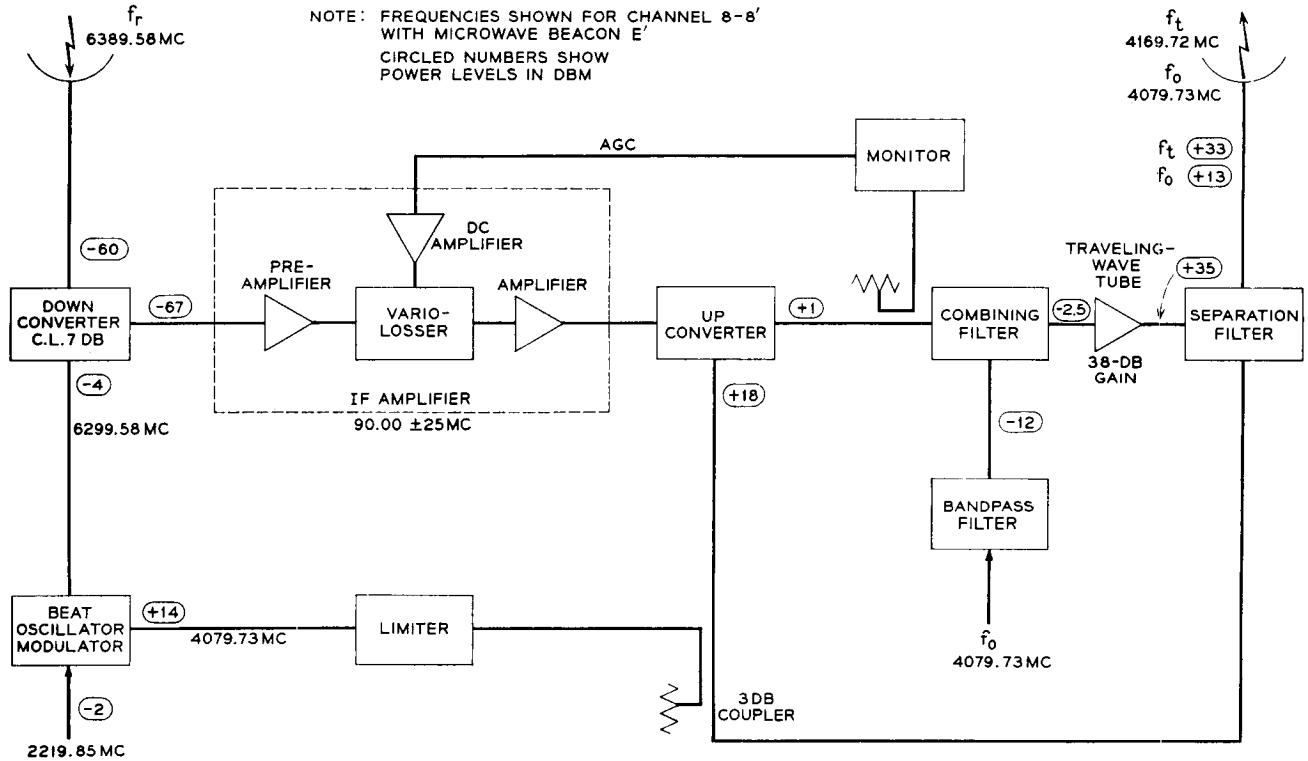 NOTE: FREQUENCIES SHOWN FOR CHANNEL 8-8'
WITH MICROWAVE BEACON E'
CIRCLED NUMBERS SHOW
POWER LEVELS IN DBM
fr
6389.58 MC
ft
4169.72 MC
fo
4079.73 MC
ft +33
fo +13
AGC
MONITOR
DC
AMPLIFIER
-60
PRE-
AMPLIFIER
AMPLIFIER
TRAVELING-
WAVE
TUBE
+35
DOWN
CONVERTER
C.L. 7 DB
-67
VARIO-
LOSSER
UP
CONVERTER
+1
COMBINING
FILTER
-2.5
SEPARATION
FILTER
38-DB
GAIN
-4
6299.58 MC
IF AMPLIFIER
90.00 ±25 MC
+18
-12
BANDPASS
FILTER
BEAT
OSCILLATOR
MODULATOR
+14
4079.73 MC
LIMITER
fo
4079.73 MC
-2
2219.85 MC
3 DB
COUPLER